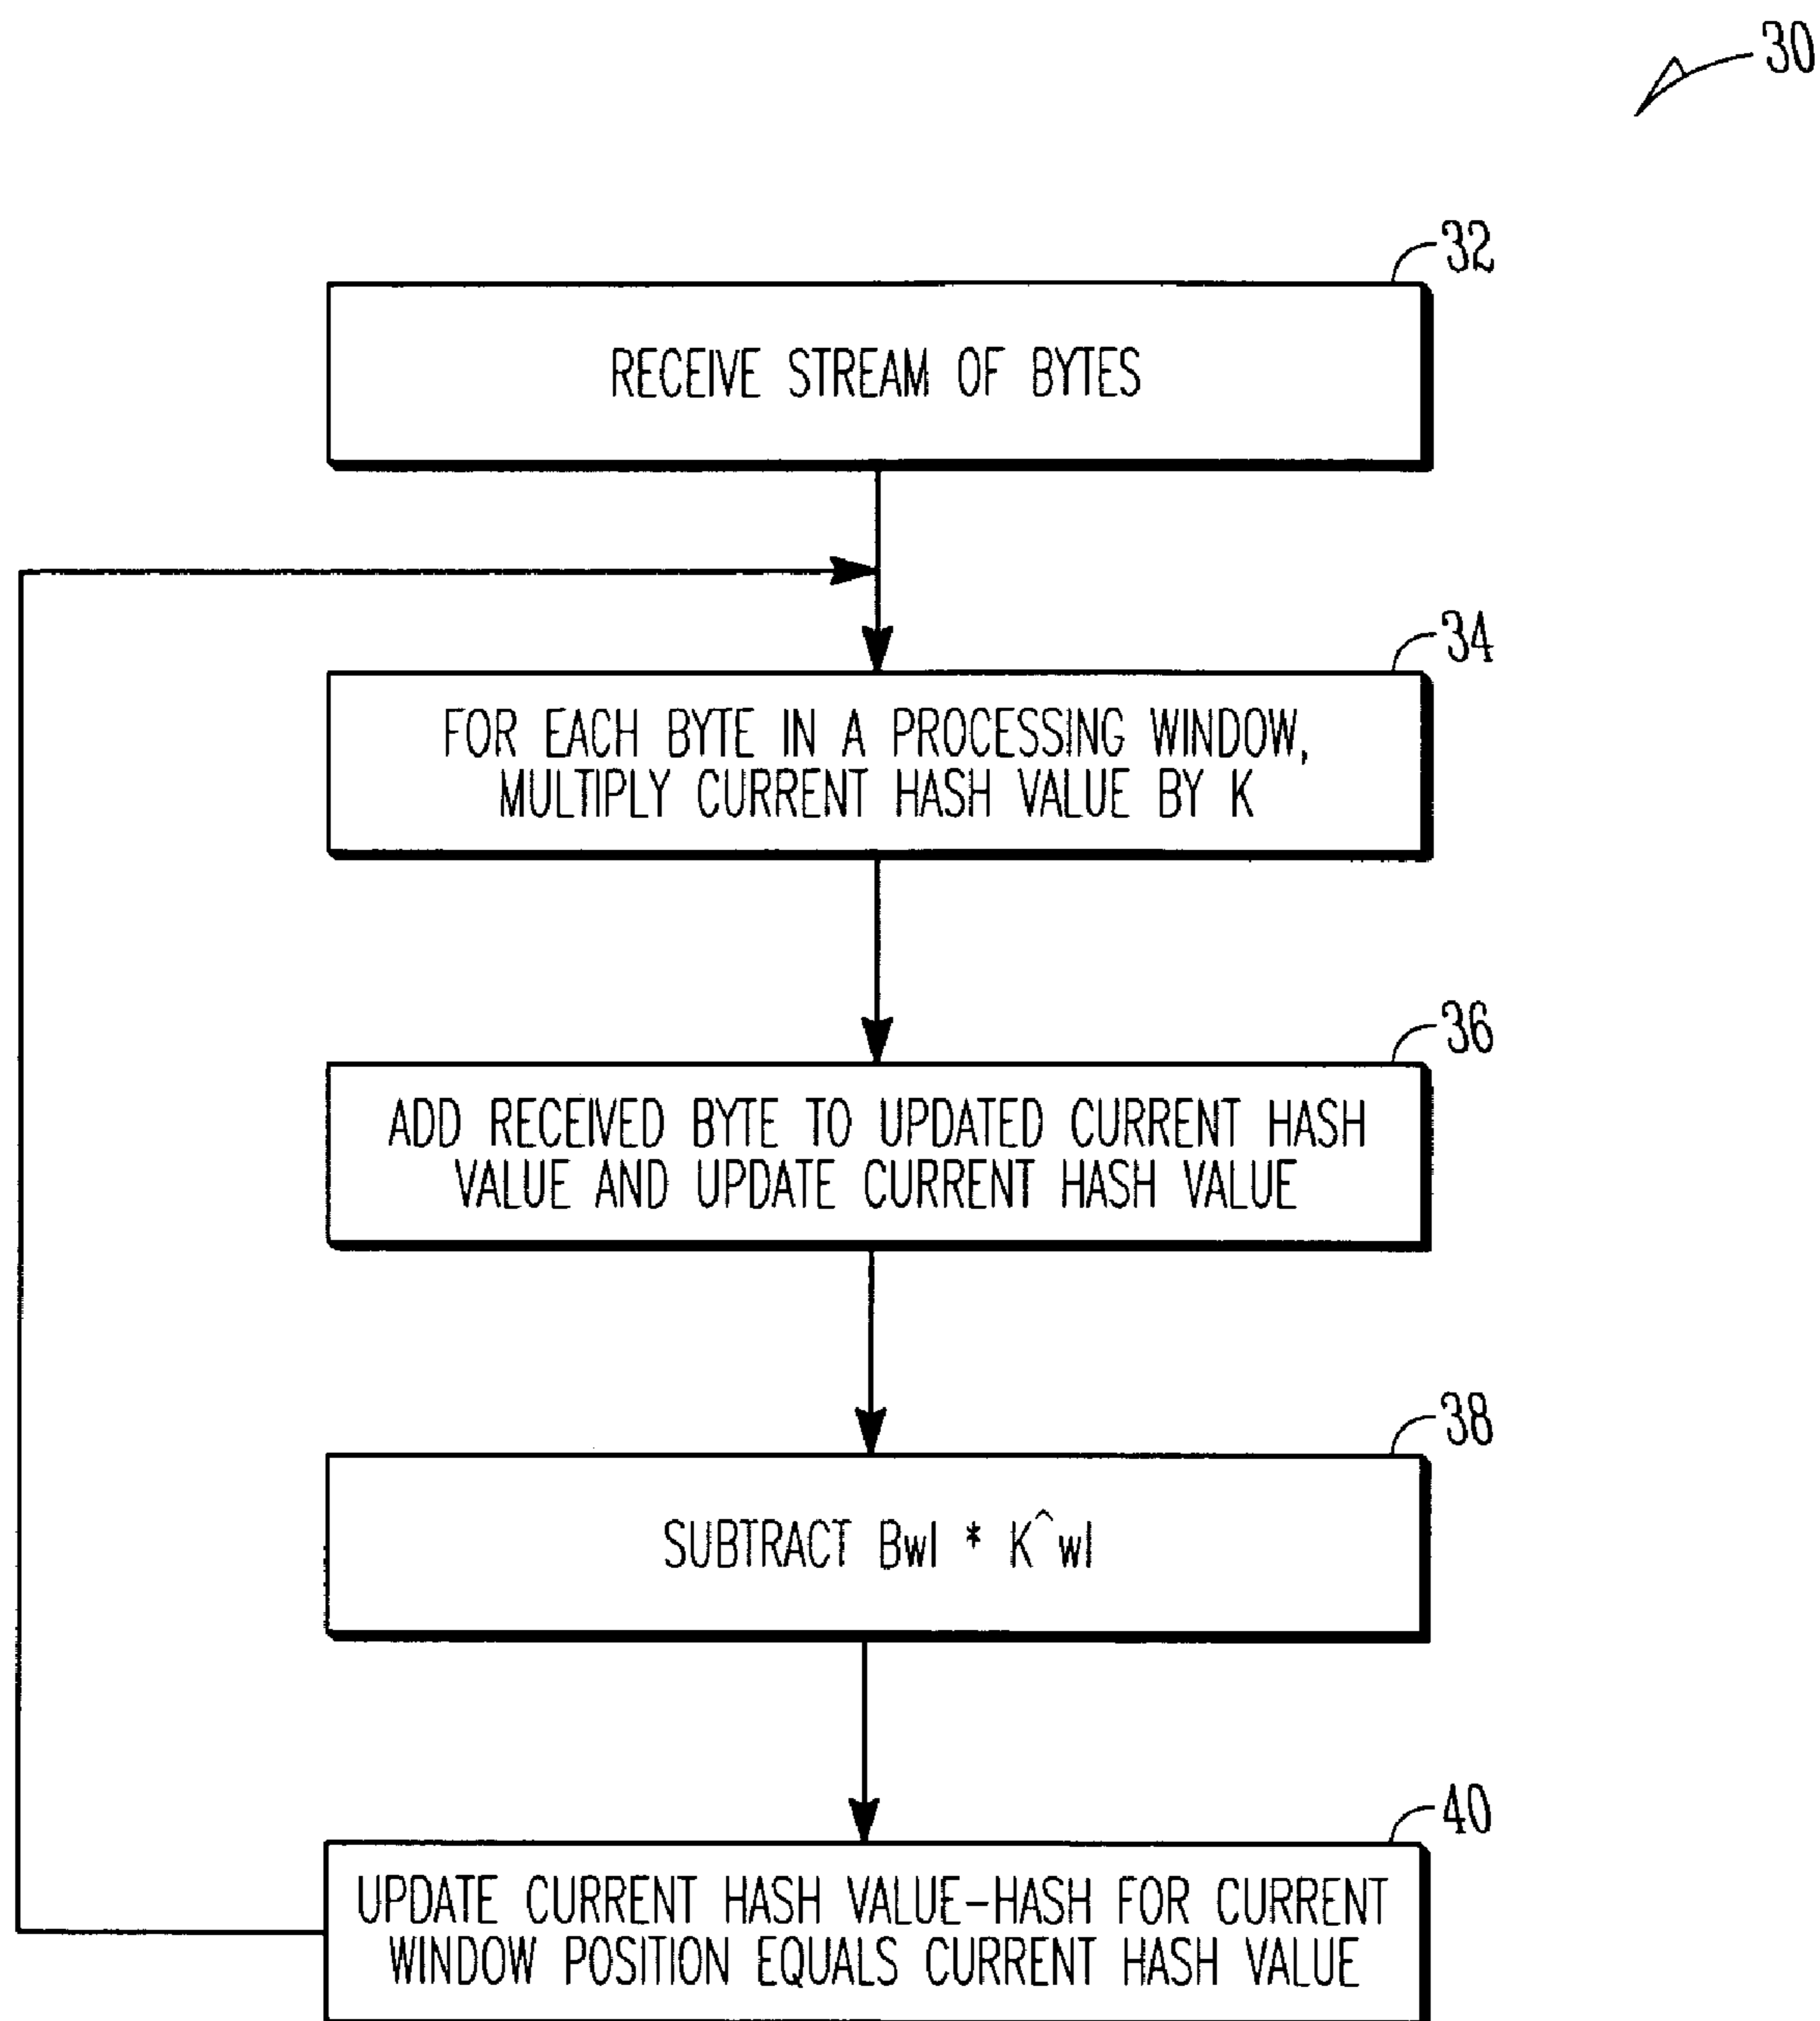 30
32
RECEIVE STREAM OF BYTES
34
FOR EACH BYTE IN A PROCESSING WINDOW,
MULTIPLY CURRENT HASH VALUE BY K
36
ADD RECEIVED BYTE TO UPDATED CURRENT HASH
VALUE AND UPDATE CURRENT HASH VALUE
38
SUBTRACT Bwl * K^wl
40
UPDATE CURRENT HASH VALUE-HASH FOR CURRENT
WINDOW POSITION EQUALS CURRENT HASH VALUE